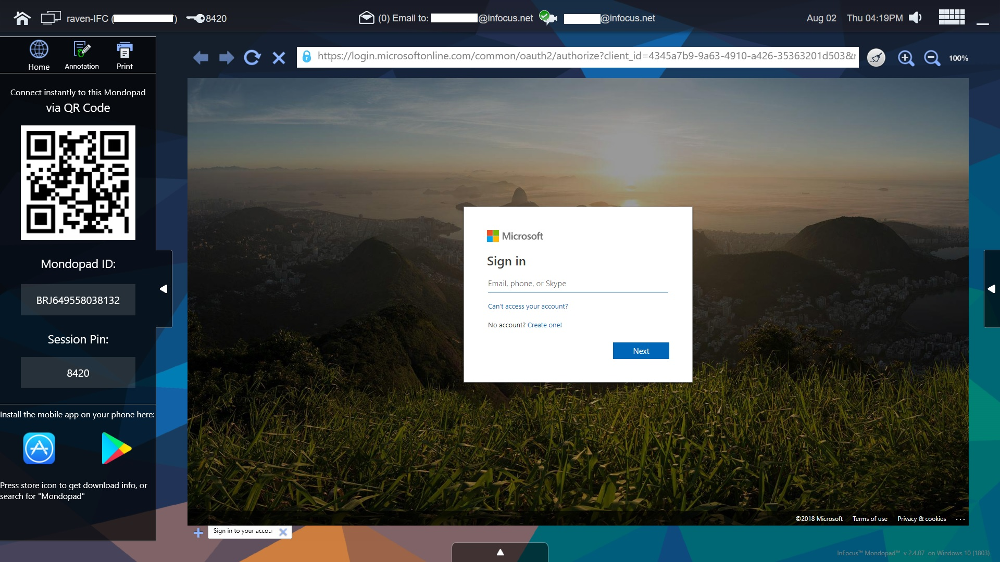 raven-IFC (
)
8420
(0) Email to:
@infocus.net
@infocus.net
Aug 02
Thu 04:19PM
Home
Annotation
Print
https://login.microsoftonline.com/common/oauth2/authorize?client_id=4345a7b9-9a63-4910-a426-35363201d503&r
100%
Connect instantly to this Mondopad
via QR Code
Mondopad ID:
BRJ649558038132
Session Pin:
8420
Install the mobile app on your phone here:
Press store icon to get download info, or
search for "Mondopad"
Microsoft
Sign in
Email, phone, or Skype
Can't access your account?
No account? Create one!
Next
©2018 Microsoft
Terms of use
Privacy & cookies
...
Sign in to your accou
InFocus™ Mondopad™ v 2.4.07 on Windows 10 (1803)